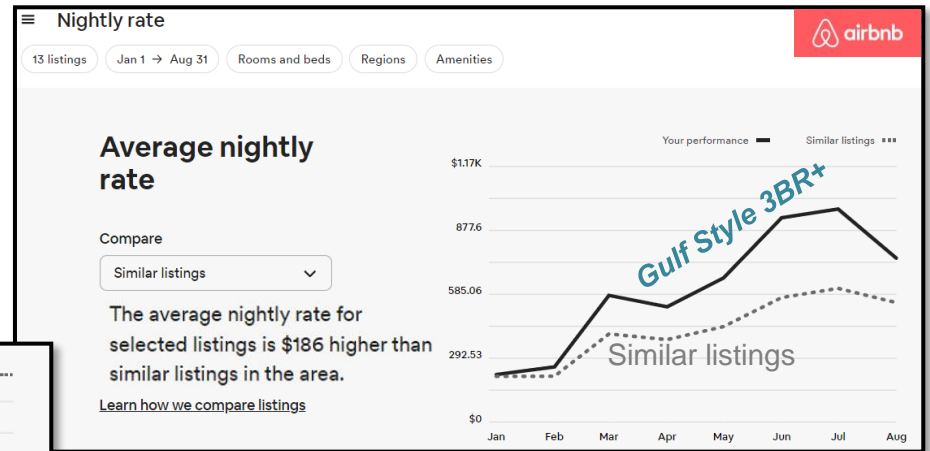 ≡ Nightly rate
airbnb
13 listings
Jan 1 → Aug 31
Rooms and beds
Regions
Amenities
Average nightly
rate
Compare
Similar listings
The average nightly rate for
selected listings is $186 higher than
similar listings in the area.
Learn how we compare listings
Your performance
Similar listings
$1.17K
877.6
585.06
292.53
$0
Gulf Style 3BR+
Similar listings
Jan Feb Mar Apr May Jun Jul Aug